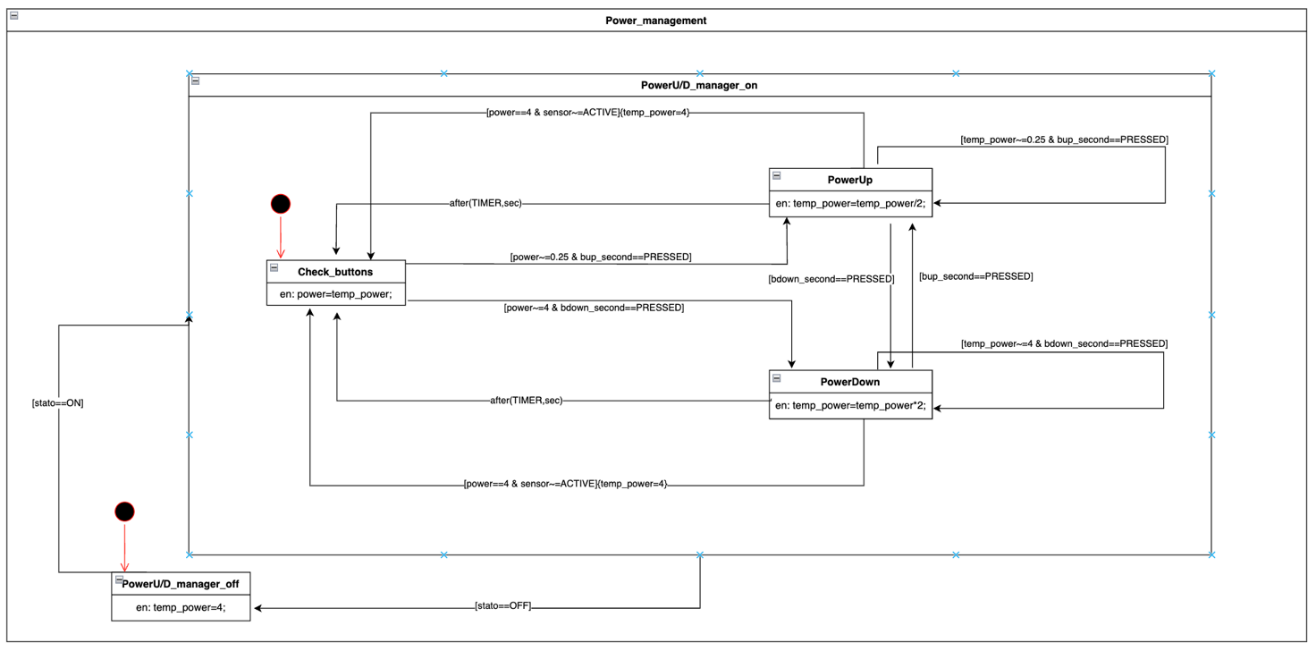 Power_management
PowerU/D_manager_on
[power==4 & sensor~=ACTIVE]{temp_power=4}
[temp_power~=0.25 & bup_second==PRESSED]
PowerUp
en: temp_power=temp_power/2;
after(TIMER,sec)
[power~=0.25 & bup_second==PRESSED]
Check_buttons
en: power=temp_power;
[bdown_second==PRESSED]
[bup_second==PRESSED]
[power~=4 & bdown_second==PRESSED]
[temp_power~=4 & bdown_second==PRESSED]
PowerDown
en: temp_power=temp_power*2;
after(TIMER,sec)
[stato==ON]
[power==4 & sensor~=ACTIVE]{temp_power=4}
PowerU/D_manager_off
en: temp_power=4;
[stato==OFF]